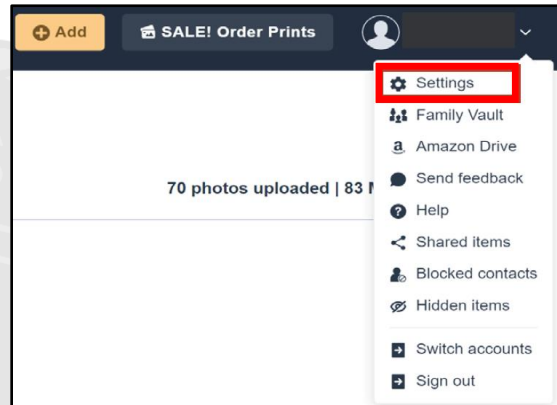 Add
SALE! Order Prints
Settings
Family Vault
Amazon Drive
70 photos uploaded | 83
Send feedback
Help
Shared items
Blocked contacts
Hidden items
Switch accounts
Sign out